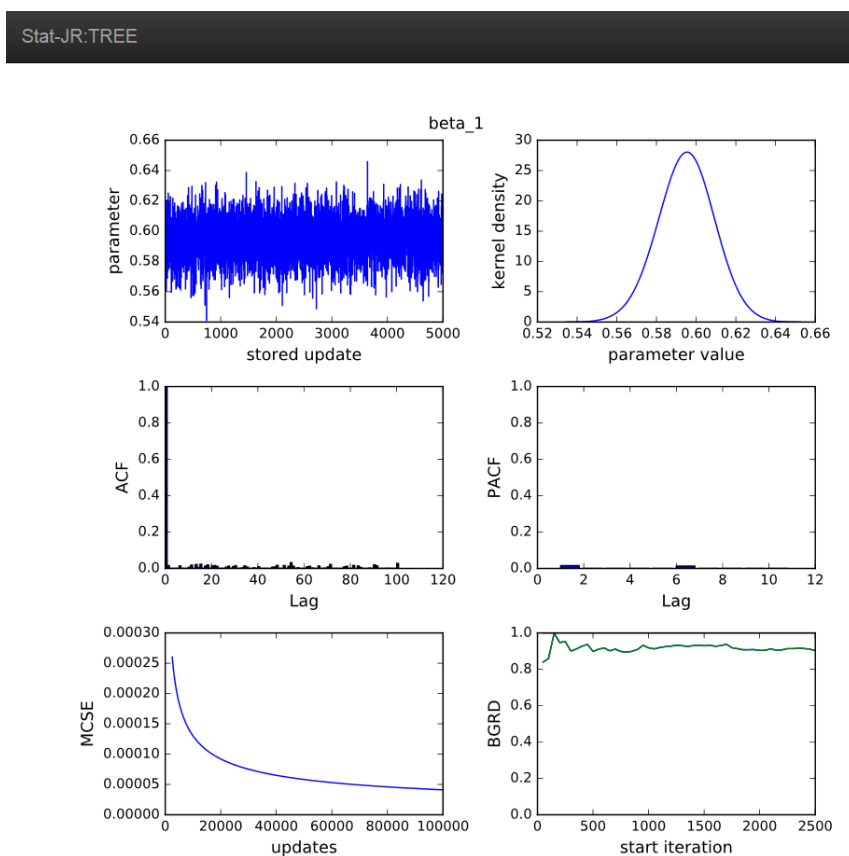 Stat-JR:TREE
beta_1
parameter
0.66
0.64
0.62
0.60
0.58
0.56
0.54
0 1000 2000 3000 4000 5000
stored update
kernel density
30
25
20
15
10
5
0
0.52 0.54 0.56 0.58 0.60 0.62 0.64 0.66
parameter value
ACF
1.0
0.8
0.6
0.4
0.2
0.0
0 20 40 60 80 100 120
Lag
PACF
1.0
0.8
0.6
0.4
0.2
0.0
0 2 4 6 8 10 12
Lag
MCSE
0.00030
0.00025
0.00020
0.00015
0.00010
0.00005
0.00000
0 20000 40000 60000 80000 100000
updates
BGRD
1.0
0.8
0.6
0.4
0.2
0.0
0 500 1000 1500 2000 2500
start iteration